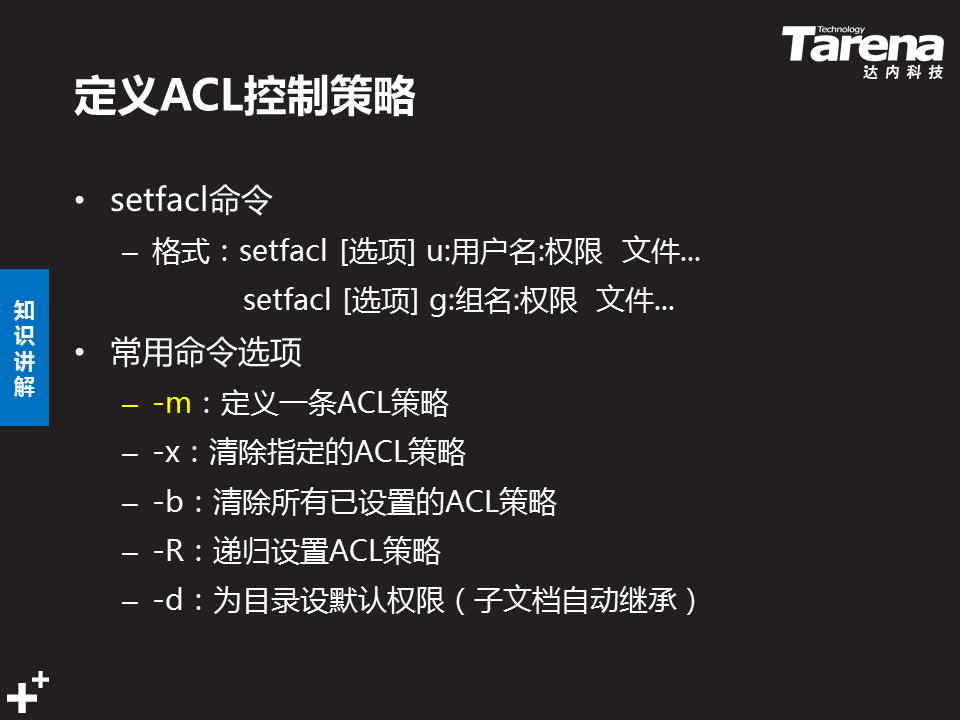 Technology
Tarena
达内科技
定义ACL控制策略
• setfacl命令
– 格式：setfacl [选项] u:用户名:权限 文件...
setfacl [选项] g:组名:权限 文件...
• 常用命令选项
– -m：定义一条ACL策略
– -x：清除指定的ACL策略
– -b：清除所有已设置的ACL策略
– -R：递归设置ACL策略
– -d：为目录设默认权限（子文档自动继承）
知识讲解